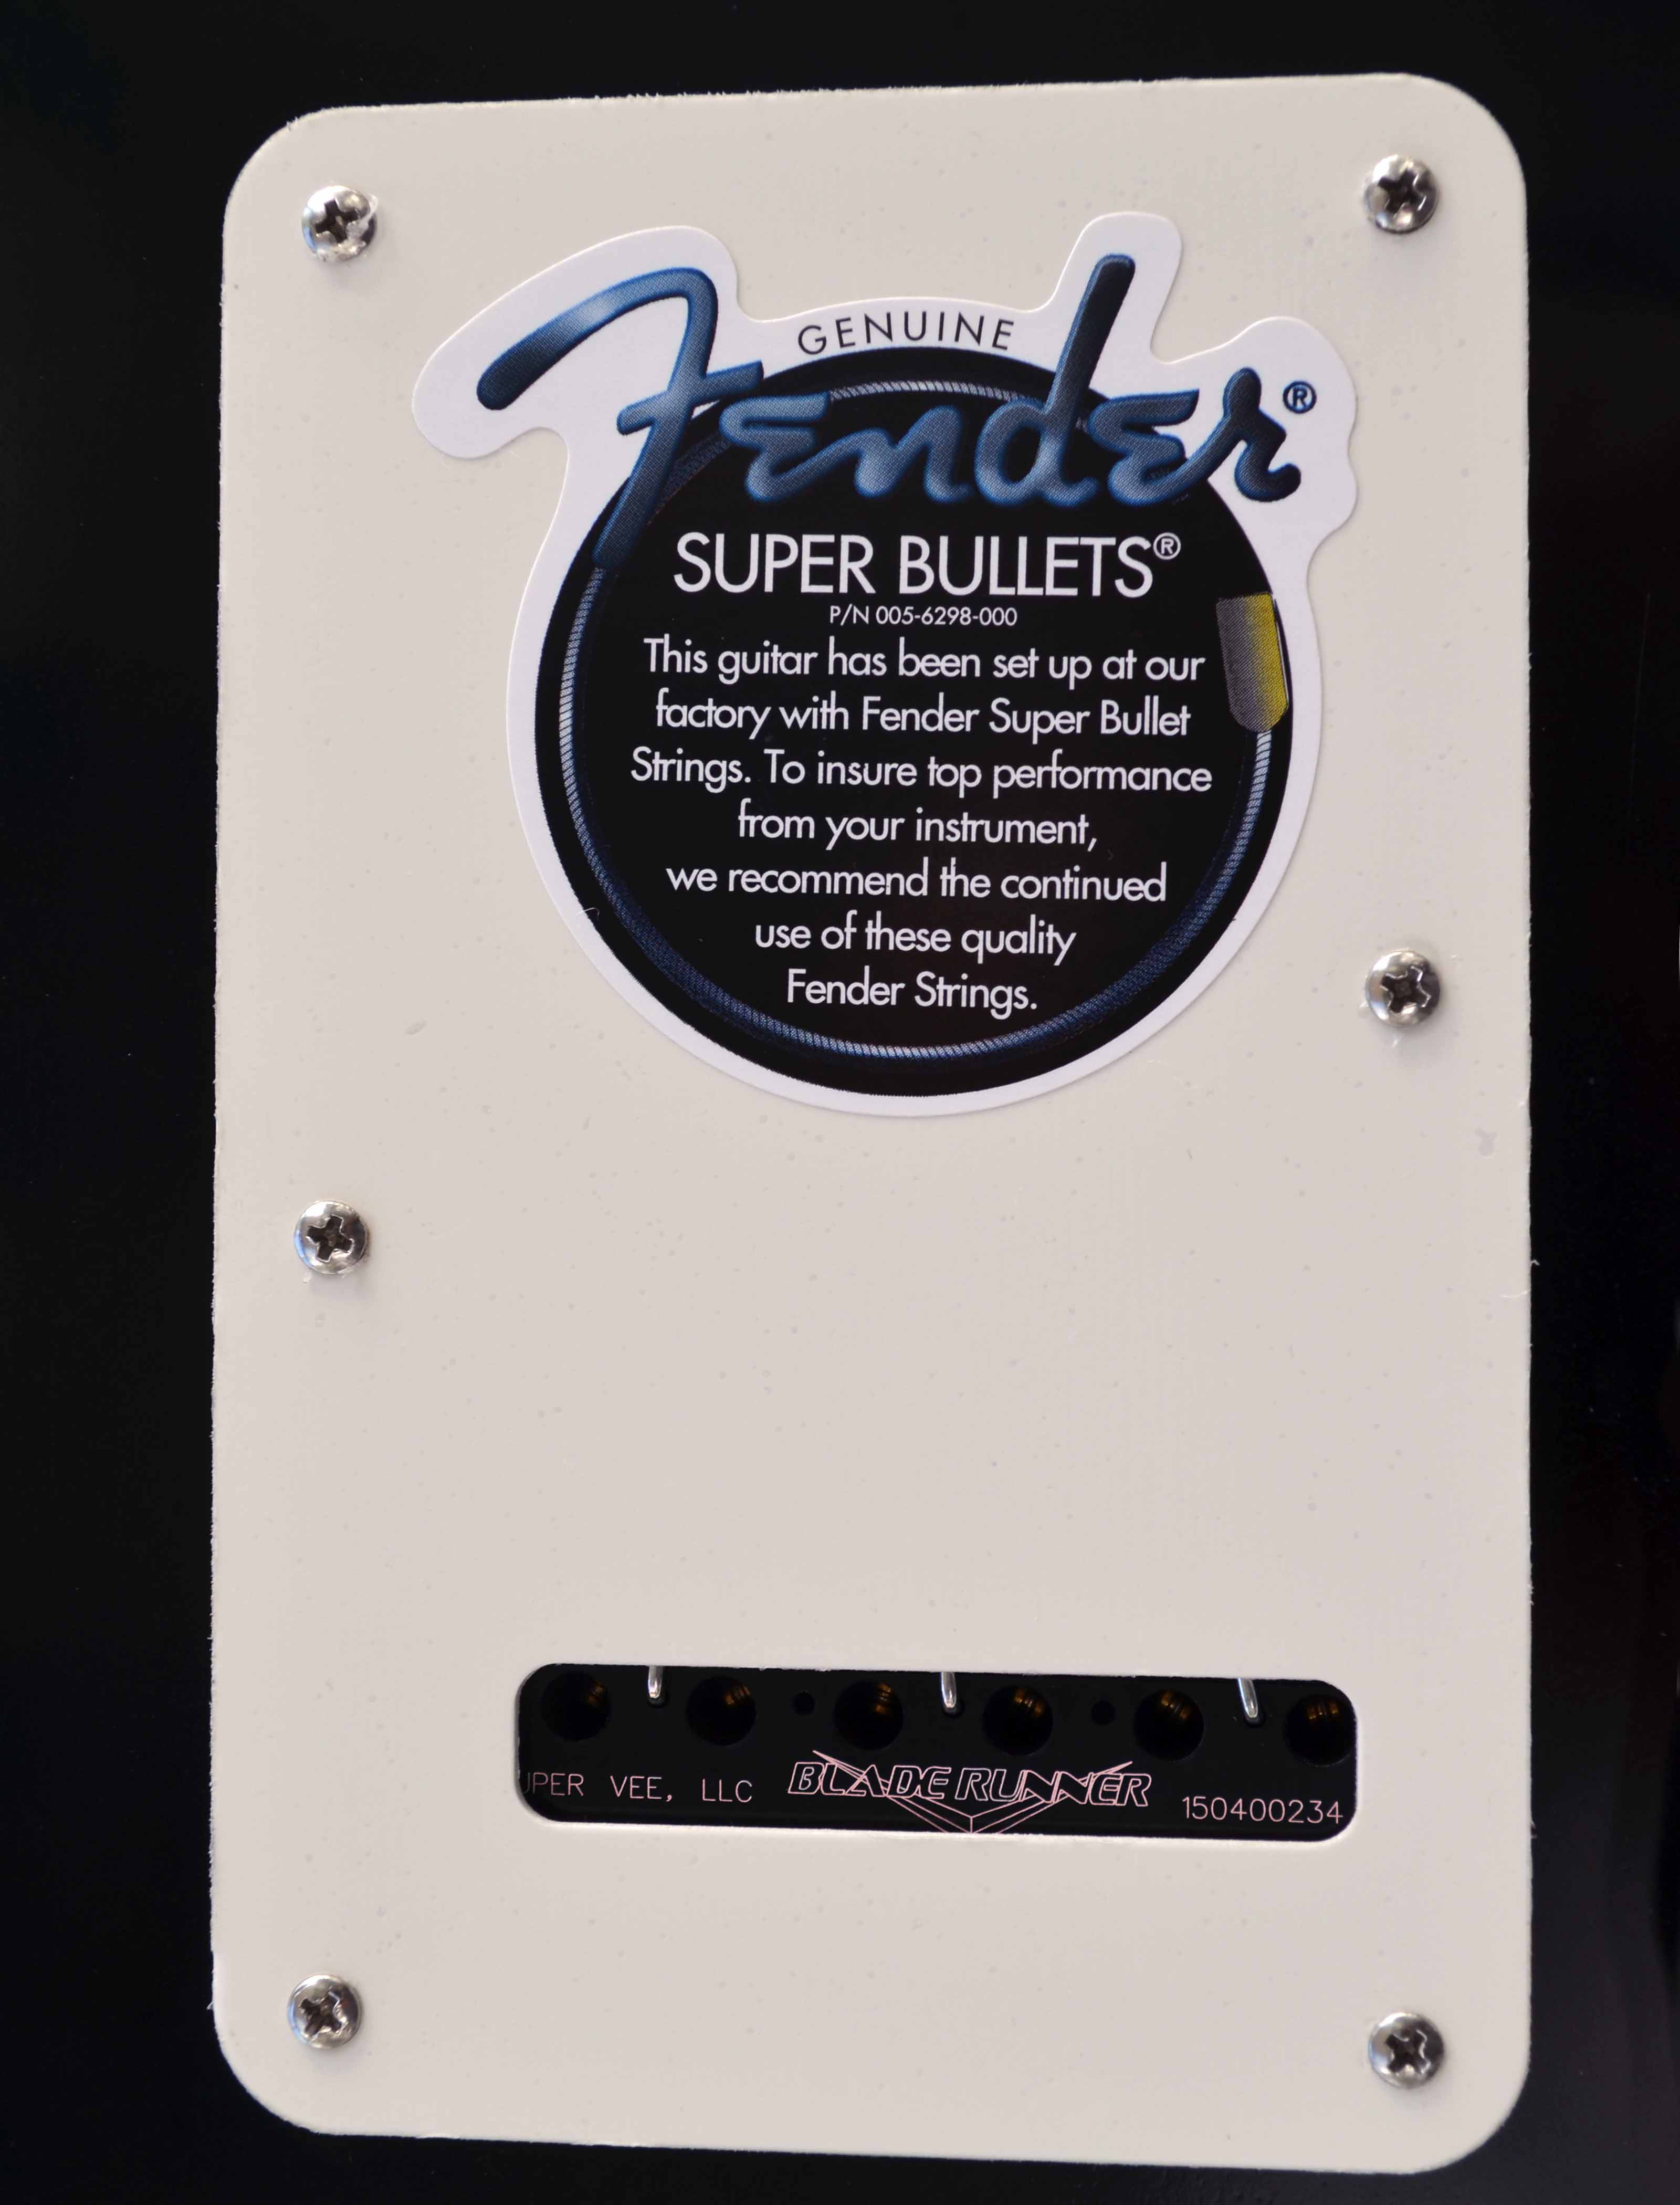 GENUINE
Fender®
SUPER BULLETS®
P/N 005-6298-000
This guitar has been set up at our
factory with Fender Super Bullet
Strings. To insure top performance
from your instrument,
we recommend the continued
use of these quality
Fender Strings.
UPER VEE, LLC BLADE RUNNER 150400234